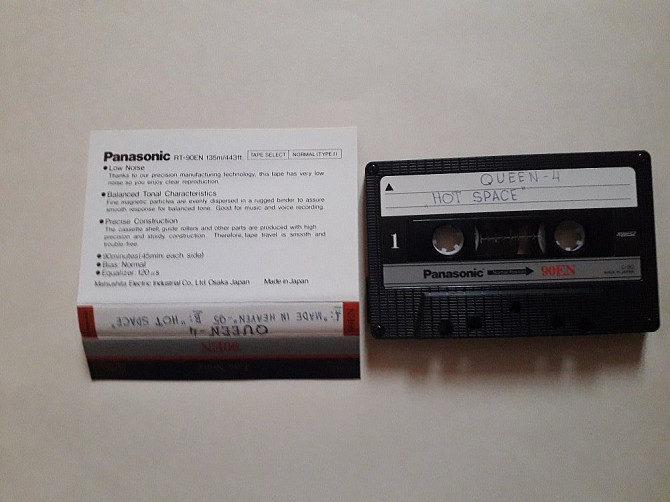 Panasonic RT-90EN 135m/443ft. TAPE SELECT NORMAL (TYPE I)
● Low Noise
Thanks to our precision manufacturing technology, this tape has very low
noise so you enjoy clear reproduction.
● Balanced Tonal Characteristics
Fine magnetic particles are evenly dispersed in a rugged binder to assure
smooth response for balanced tone. Good for music and voice recording.
● Precise Construction
The cassette shell, guide rollers and other parts are produced with high
precision and sturdy construction. Therefore, tape travel is smooth and
trouble-free.
● 90minutes (45min. each side)
● Bias: Normal
● Equalizer: 120 μs
Matsushita Electric Industrial Co., Ltd. Osaka Japan Made in Japan
QUEEN-4
"MADE IN HEAVEN"-95 B: "HOT SPACE"
90EN
QUEEN-4
"HOT SPACE"
1
Panasonic 90EN
MADE IN JAPAN